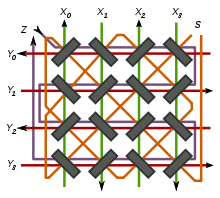 X₀ X₁ X₂ X₃
Z S
Y₀
Y₁
Y₂
Y₃